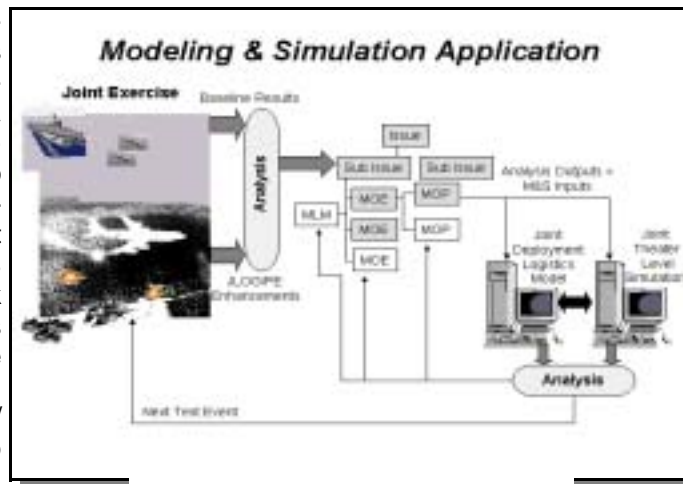 Modeling & Simulation Application
Joint Exercise
Baseline Results
Analysis
JLOG/PE
Enhancements
Issue
Sub Issue
Sub Issue
MOE
MOP
MLM
MOE
MOP
MOE
Analysis Outputs =
M&S Inputs
Joint
Deployment
Logistics
Model
Joint
Theater
Level
Simulation
Analysis
Next Test Event